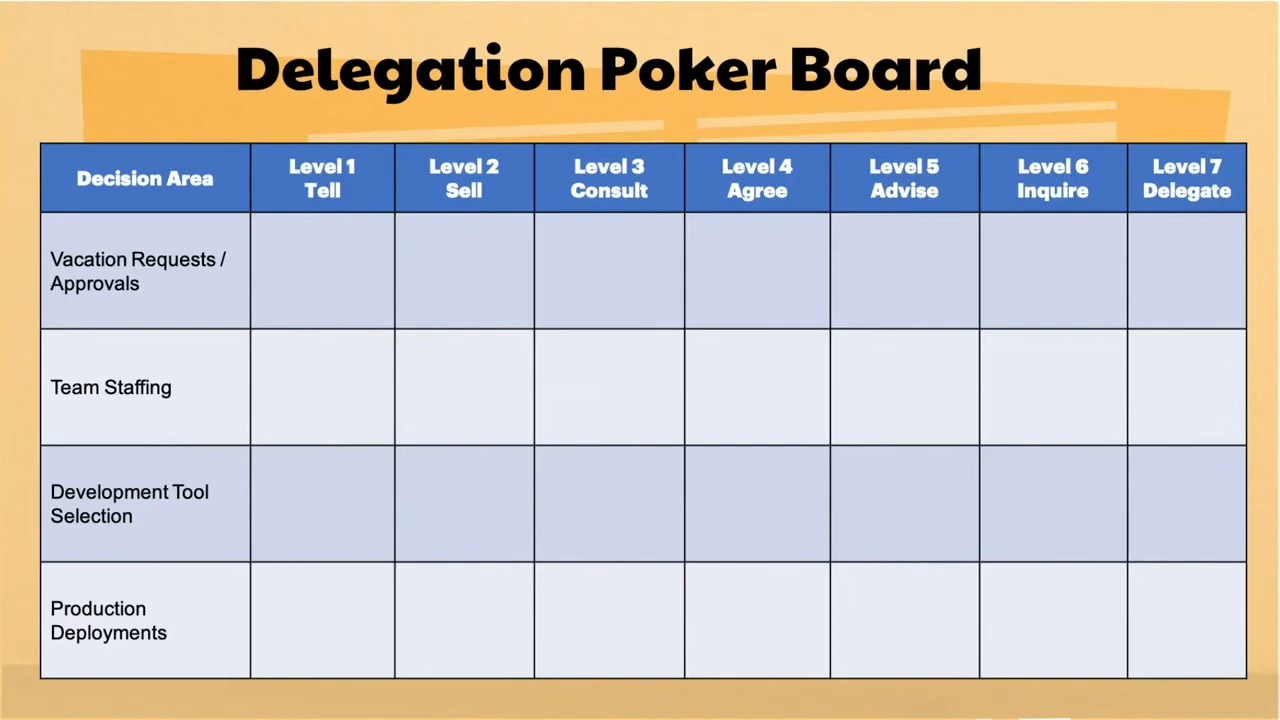 Delegation Poker Board
Decision Area
Level 1
Tell
Level 2
Sell
Level 3
Consult
Level 4
Agree
Level 5
Advise
Level 6
Inquire
Level 7
Delegate
Vacation Requests /
Approvals
Team Staffing
Development Tool
Selection
Production
Deployments